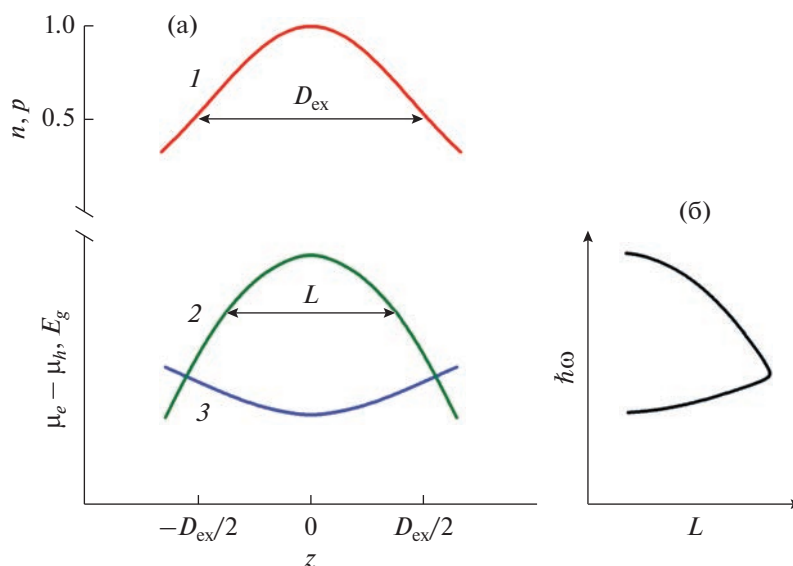 (а)
1.0
1
D_ex
n, p
0.5
(б)
2
L
μ_e – μ_h, E_g
ħω
3
–D_ex/2 0 D_ex/2
L
z